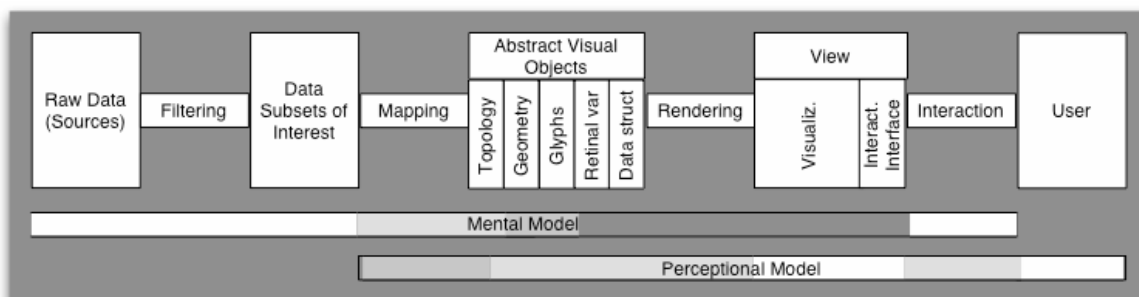 Raw Data
(Sources)
Filtering
Data
Subsets of
Interest
Mapping
Abstract Visual
Objects
Topology
Geometry
Glyphs
Retinal var
Data struct
Rendering
View
Visualiz.
Interact.
Interface
Interaction
User
Mental Model
Perceptional Model